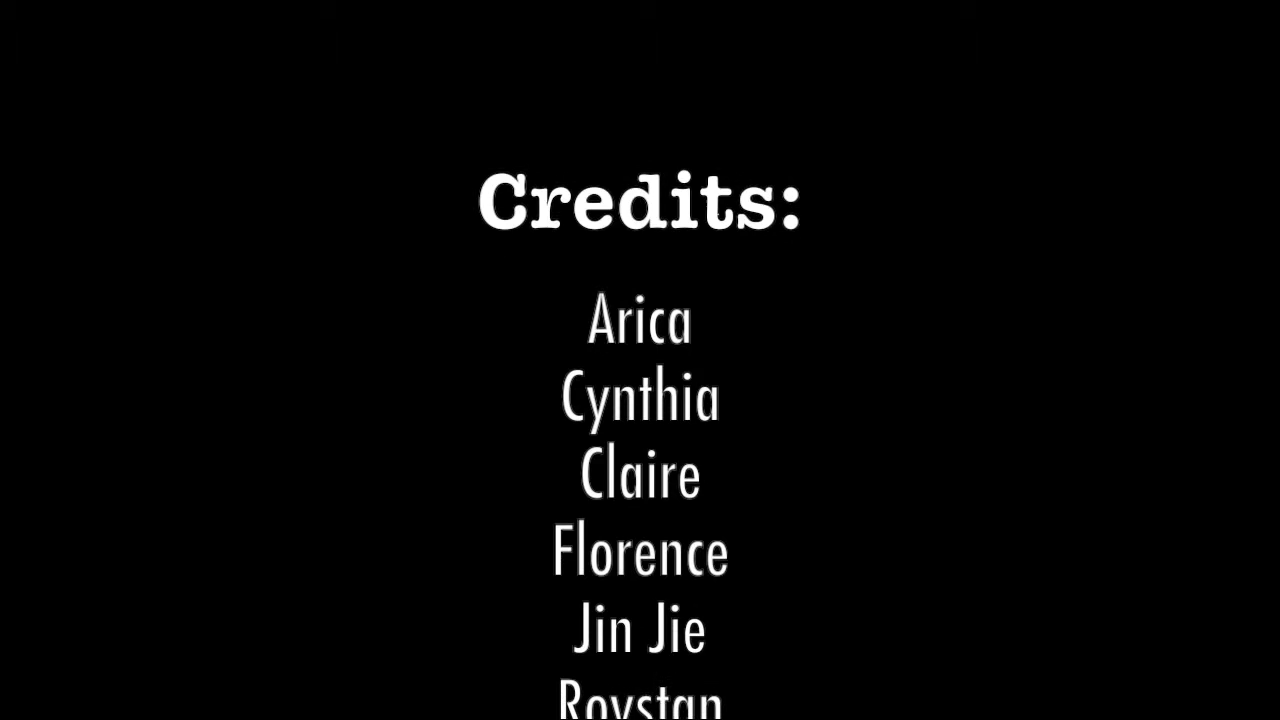 Credits:
Arica
Cynthia
Claire
Florence
Jin Jie
Roystan